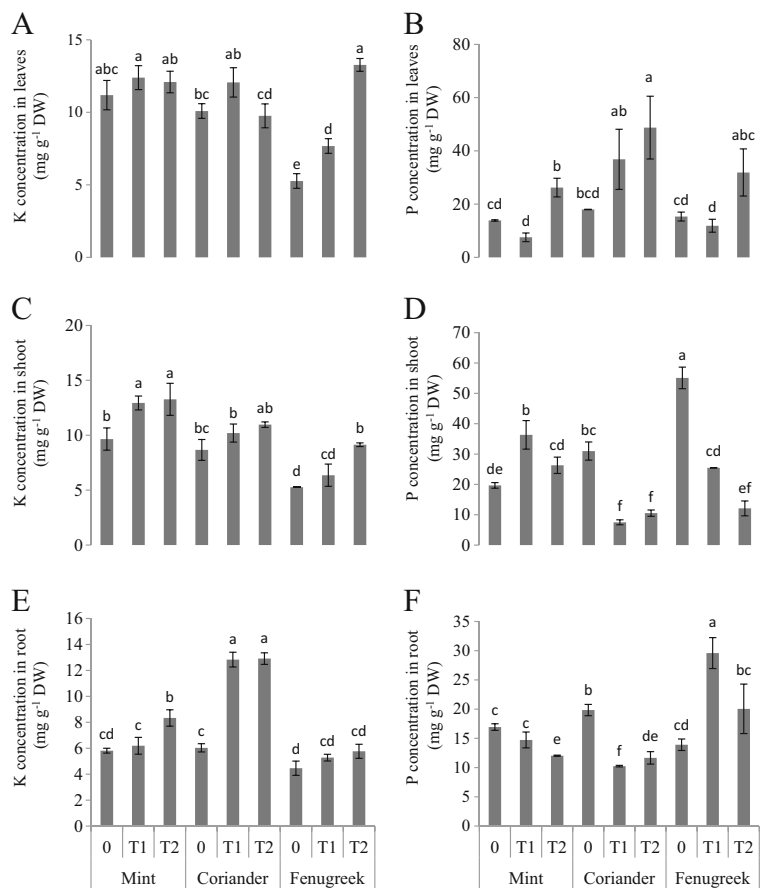 A
K concentration in leaves
(mg g-1 DW)
15
10
5
0
abc
a
ab
bc
ab
cd
e
d
a
B
P concentration in leaves
(mg g-1 DW)
80
60
40
20
0
cd
d
b
bcd
ab
a
cd
d
abc
C
K concentration in shoot
(mg g-1 DW)
20
15
10
5
0
b
a
a
bc
b
ab
d
cd
b
D
P concentration in shoot
(mg g-1 DW)
70
60
50
40
30
20
10
0
de
b
cd
bc
f
f
a
cd
ef
E
K concentration in root
(mg g-1 DW)
16
14
12
10
8
6
4
2
0
cd
c
b
c
a
a
d
cd
cd
0 T1 T2 0 T1 T2 0 T1 T2
Mint Coriander Fenugreek
F
P concentration in root
(mg g-1 DW)
35
30
25
20
15
10
5
0
c
c
e
b
f
de
cd
a
bc
0 T1 T2 0 T1 T2 0 T1 T2
Mint Coriander Fenugreek